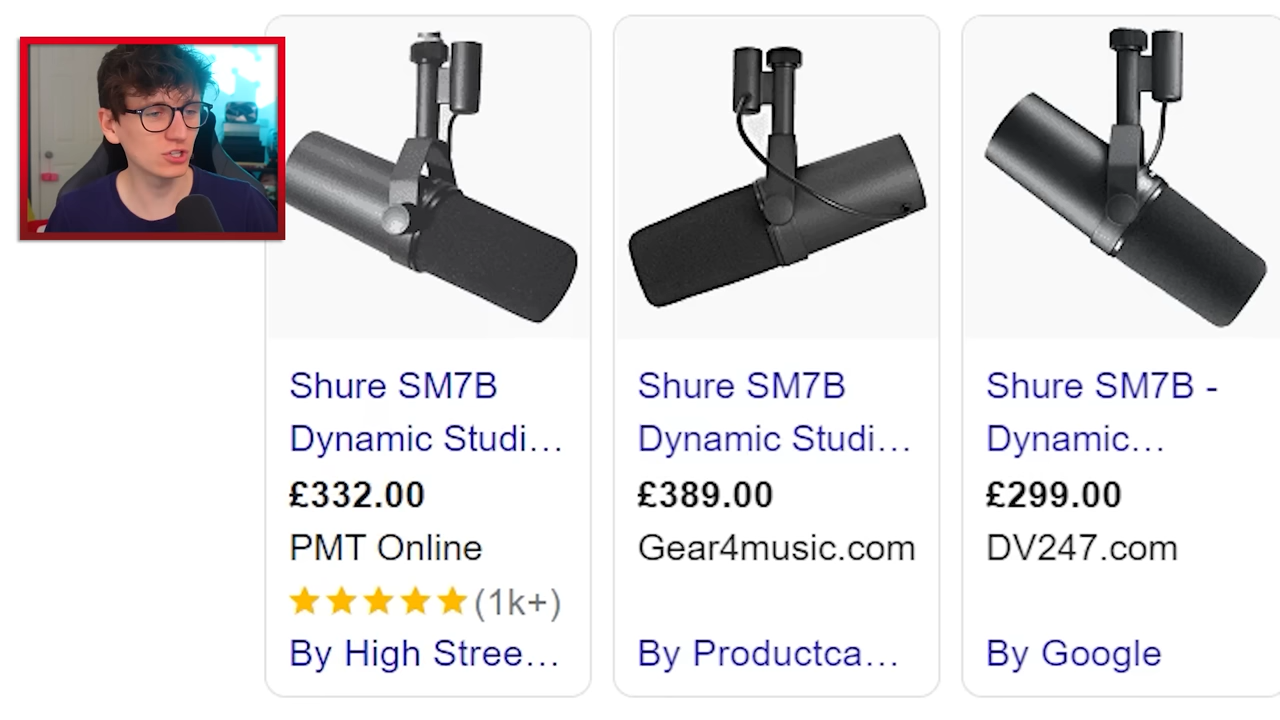 Shure SM7B
Dynamic Studi...
£332.00
PMT Online
(1k+)
By High Stree...
Shure SM7B
Dynamic Studi...
£389.00
Gear4music.com
By Productca...
Shure SM7B -
Dynamic...
£299.00
DV247.com
By Google